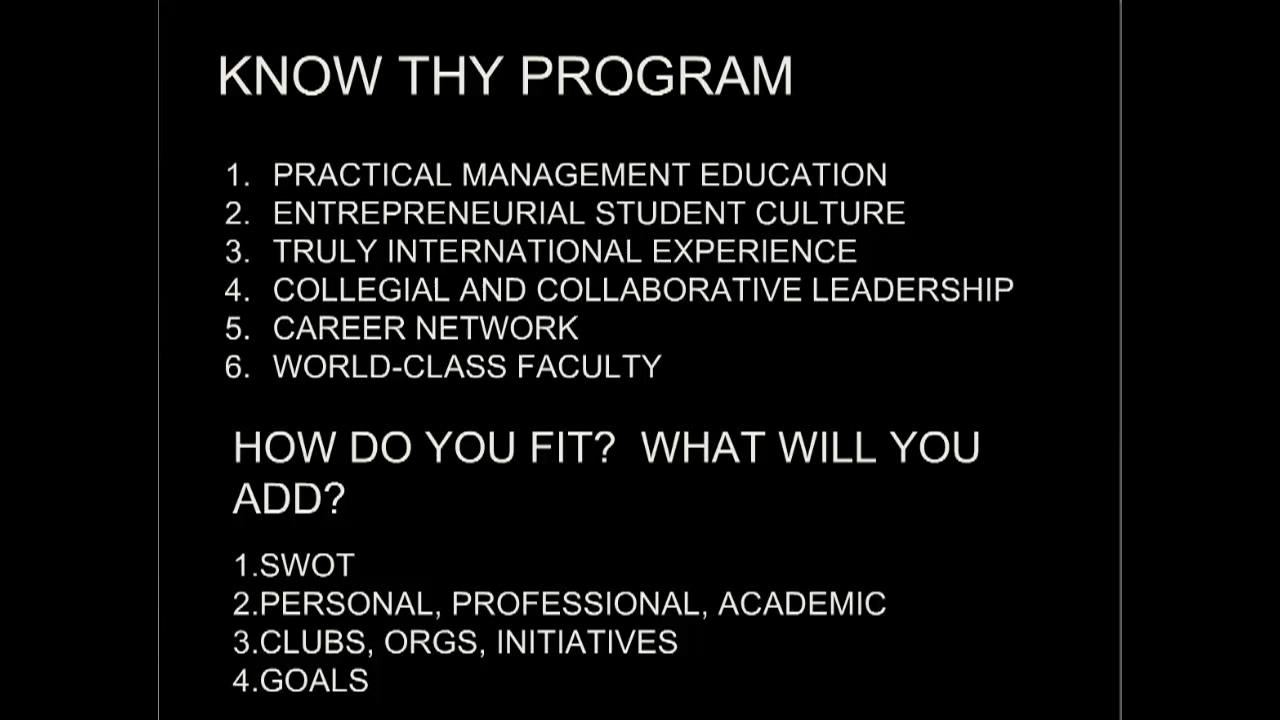 KNOW THY PROGRAM
1. PRACTICAL MANAGEMENT EDUCATION
2. ENTREPRENEURIAL STUDENT CULTURE
3. TRULY INTERNATIONAL EXPERIENCE
4. COLLEGIAL AND COLLABORATIVE LEADERSHIP
5. CAREER NETWORK
6. WORLD-CLASS FACULTY
HOW DO YOU FIT?  WHAT WILL YOU
ADD?
1.SWOT
2.PERSONAL, PROFESSIONAL, ACADEMIC
3.CLUBS, ORGS, INITIATIVES
4.GOALS